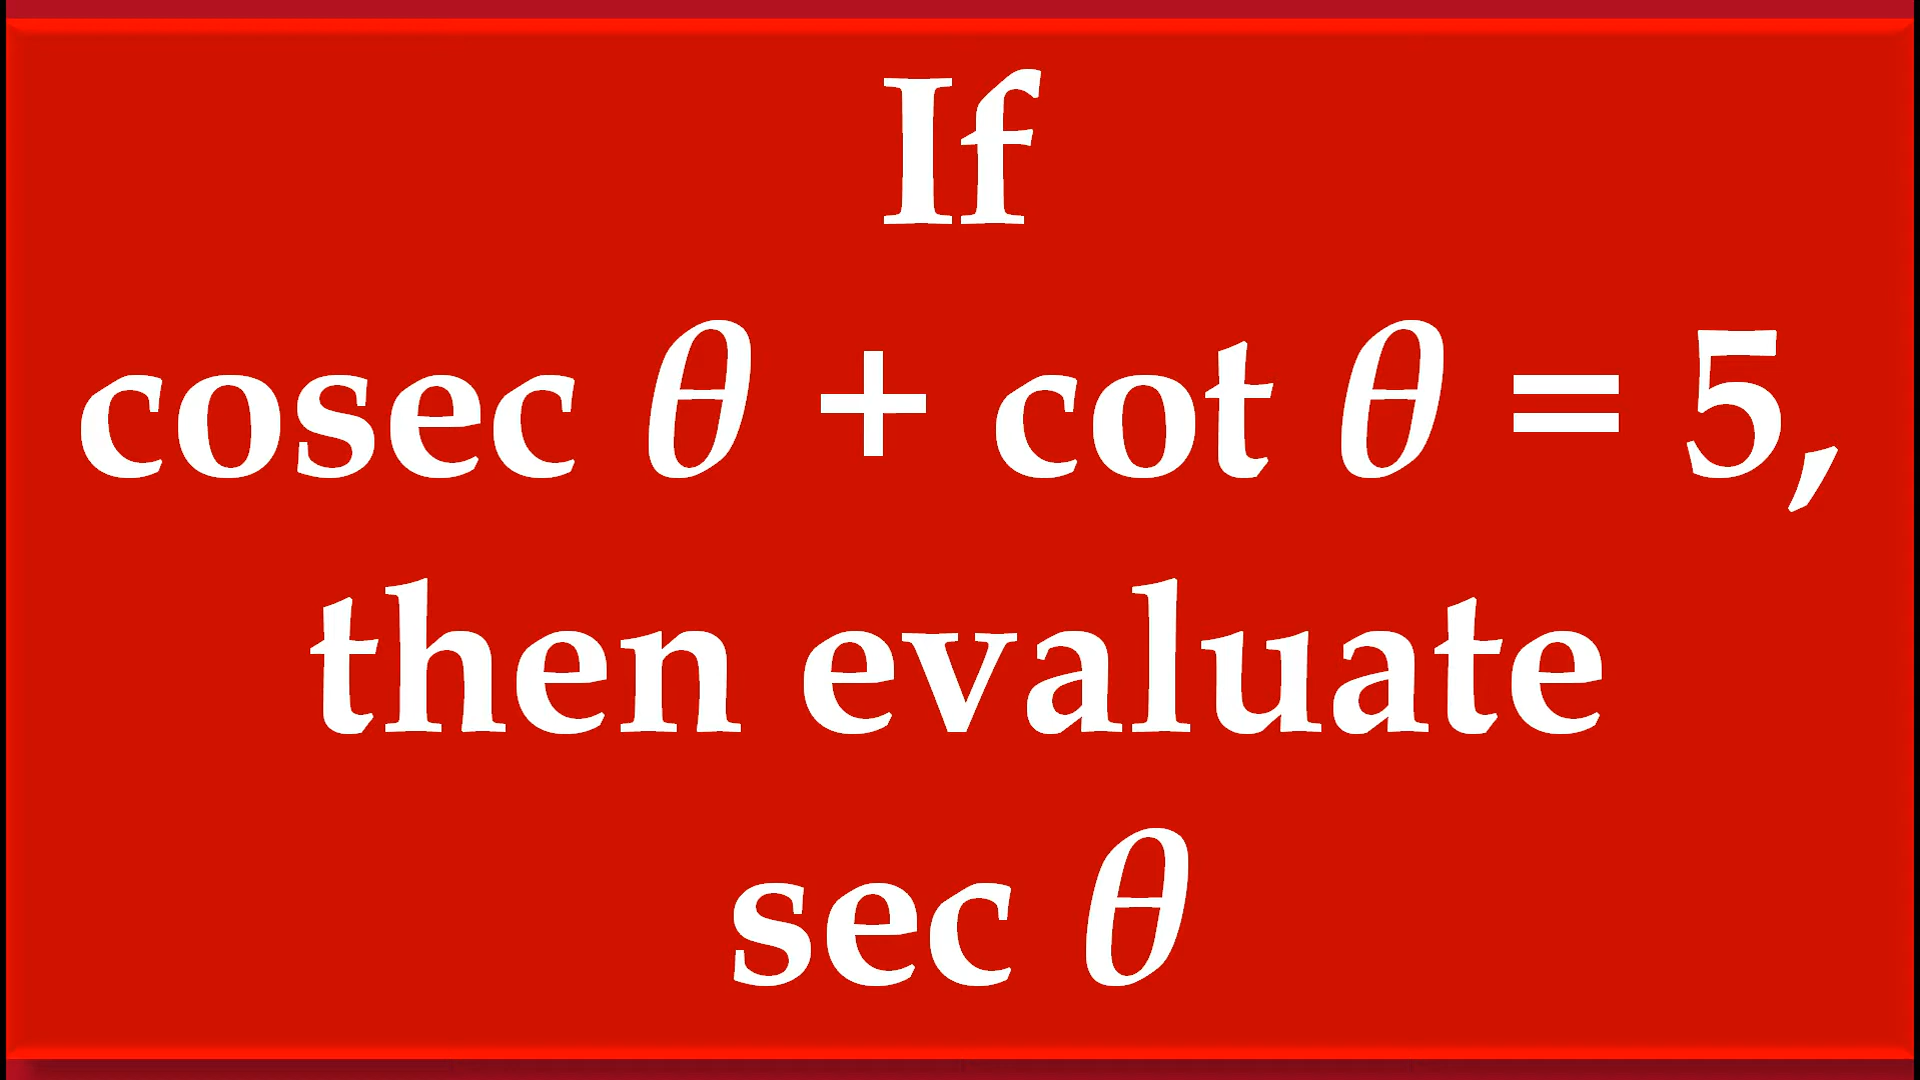 If
cosec θ + cot θ = 5,
then evaluate
sec θ